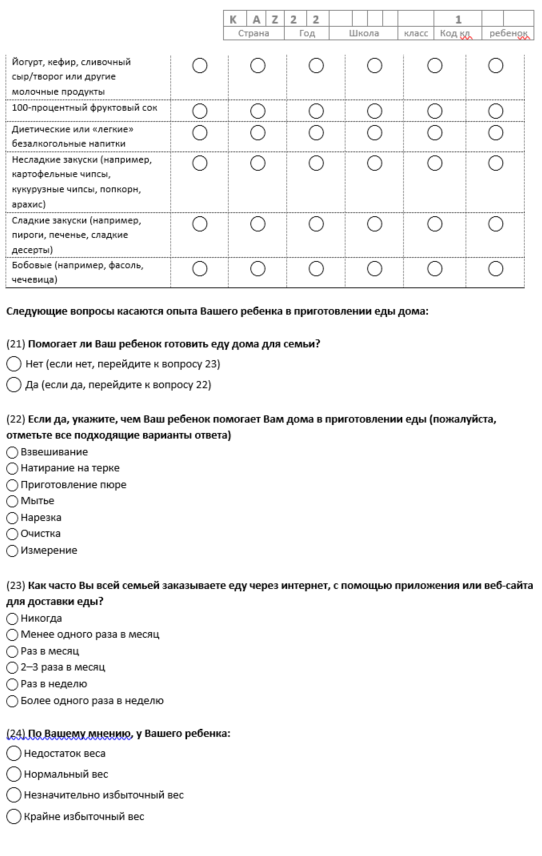 K A Z 2 2 1
Страна Год Школа класс Код кл ребенок
Йогурт, кефир, сливочный
сыр/творог или другие
молочные продукты
100-процентный фруктовый сок
Диетические или «легкие»
безалкогольные напитки
Несладкие закуски (например,
картофельные чипсы,
кукурузные чипсы, попкорн,
арахис)
Сладкие закуски (например,
пироги, печенье, сладкие
десерты)
Бобовые (например, фасоль,
чечевица)
Следующие вопросы касаются опыта Вашего ребенка в приготовлении еды дома:
(21) Помогает ли Ваш ребенок готовить еду дома для семьи?
Нет (если нет, перейдите к вопросу 23)
Да (если да, перейдите к вопросу 22)
(22) Если да, укажите, чем Ваш ребенок помогает Вам дома в приготовлении еды (пожалуйста,
отметьте все подходящие варианты ответа)
Взвешивание
Натирание на терке
Приготовление пюре
Мытье
Нарезка
Очистка
Измерение
(23) Как часто Вы всей семьей заказываете еду через интернет, с помощью приложения или веб-сайта
для доставки еды?
Никогда
Менее одного раза в месяц
Раз в месяц
2–3 раза в месяц
Раз в неделю
Более одного раза в неделю
(24) По Вашему мнению, у Вашего ребенка:
Недостаток веса
Нормальный вес
Незначительно избыточный вес
Крайне избыточный вес